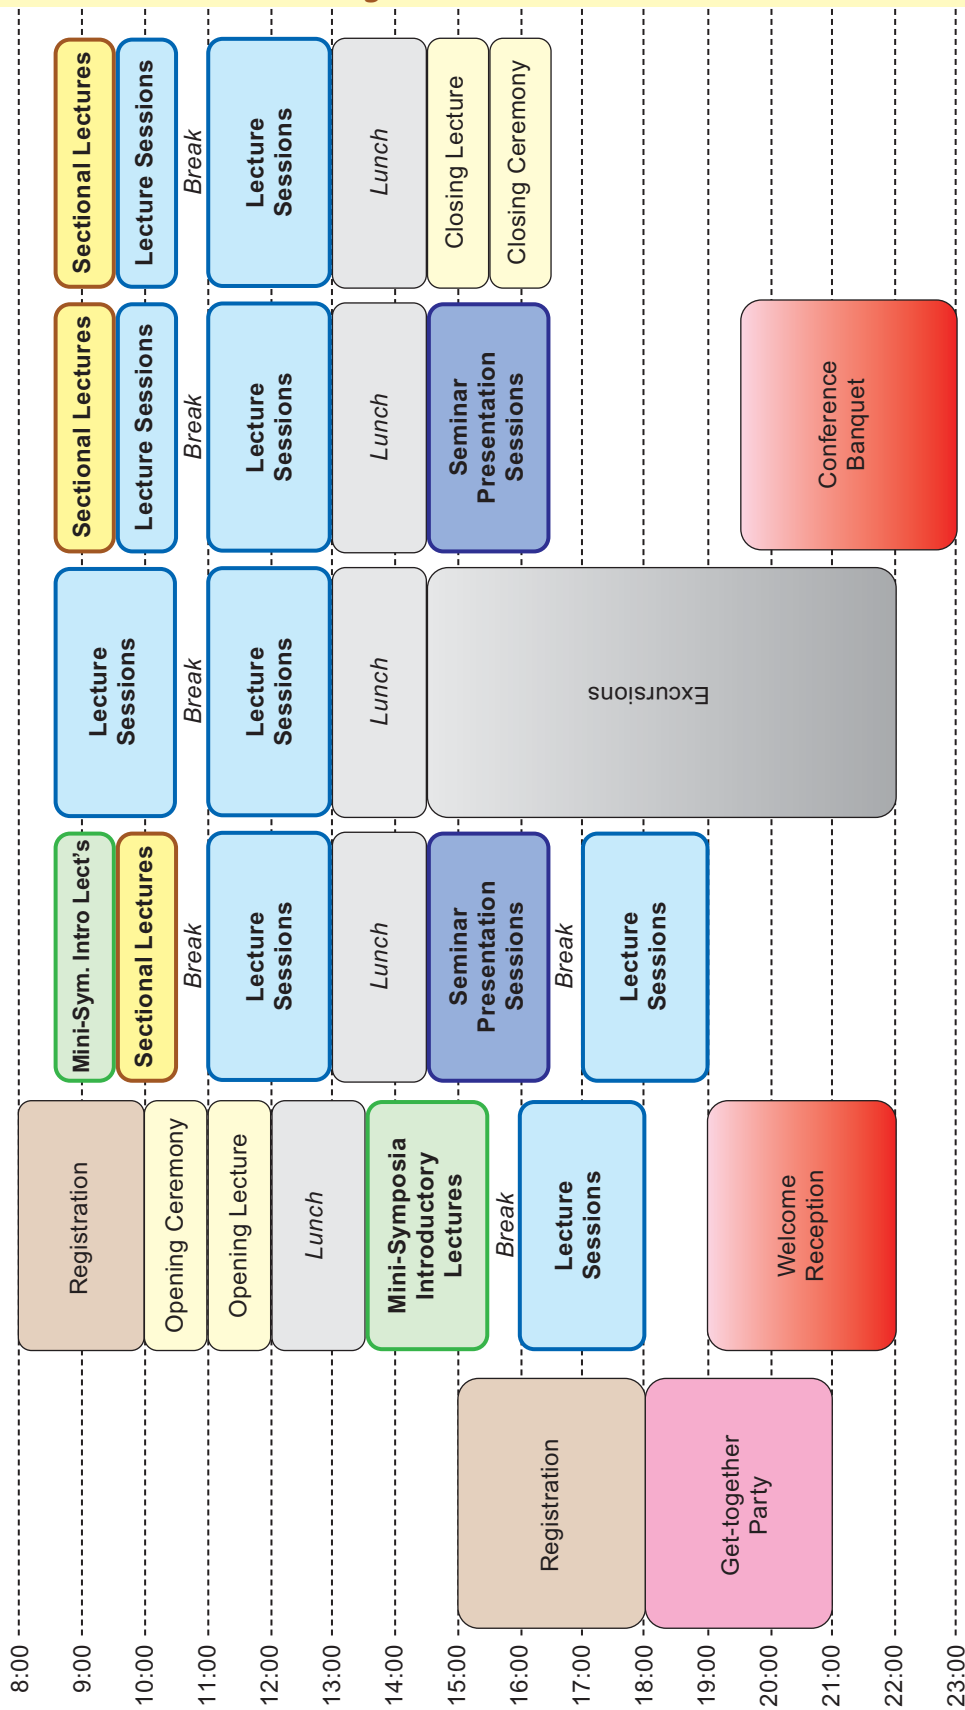 8:00
9:00
10:00
11:00
12:00
13:00
14:00
15:00
16:00
17:00
18:00
19:00
20:00
21:00
22:00
23:00
Registration
Get-together
Party
Registration
Opening Ceremony
Opening Lecture
Lunch
Mini-Symposia
Introductory
Lectures
Break
Lecture
Sessions
Welcome
Reception
Mini-Sym. Intro Lect's
Sectional Lectures
Break
Lecture
Sessions
Lunch
Seminar
Presentation
Sessions
Break
Lecture
Sessions
Lecture
Sessions
Break
Lecture
Sessions
Lunch
Excursions
Sectional Lectures
Lecture Sessions
Break
Lecture
Sessions
Lunch
Seminar
Presentation
Sessions
Conference
Banquet
Sectional Lectures
Lecture Sessions
Break
Lecture
Sessions
Lunch
Closing Lecture
Closing Ceremony